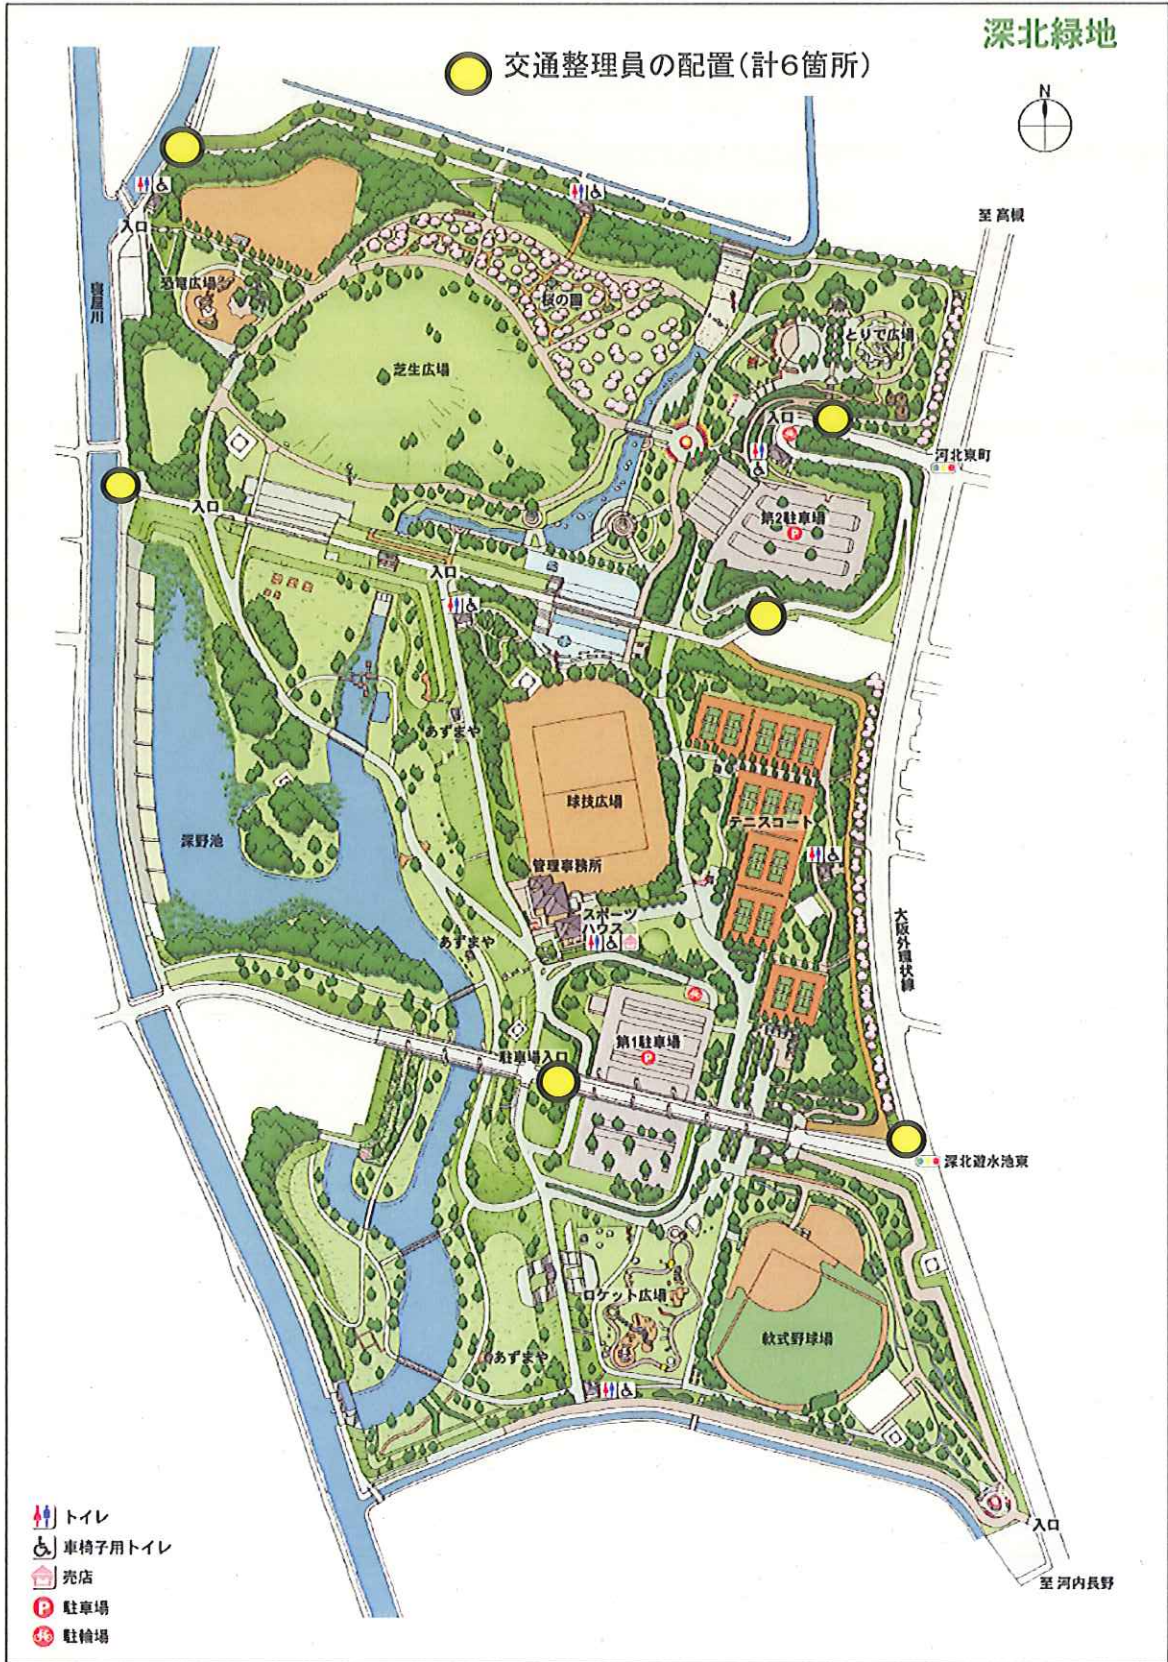 深北緑地
交通整理員の配置(計6箇所)
N
至 高槻
入口
恐竜広場
寝屋川
桜の園
とりで広場
芝生広場
入口
河北東町
第2駐車場
P
入口
入口
あずまや
球技広場
テニスコート
深野池
管理事務所
スポーツ
ハウス
あずまや
大阪外環状線
第1駐車場
P
駐車場入口
深北遊水池東
ロケット広場
軟式野球場
あずまや
入口
至 河内長野
トイレ
車椅子用トイレ
売店
P 駐車場
駐輪場